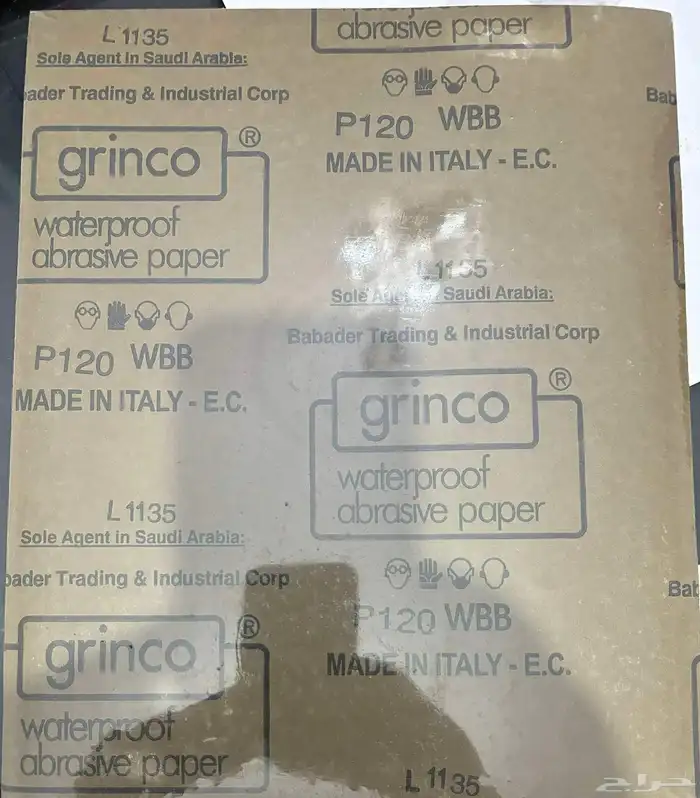 L 1135
Sole Agent in Saudi Arabia:
ader Trading & Industrial Corp
grinco ®
waterproof
abrasive paper
P120 WBB
MADE IN ITALY - E.C.
L 1135
Sole Agent in Saudi Arabia:
bader Trading & Industrial Corp
grinco ®
waterproof
abrasive paper
abrasive paper
P120 WBB
MADE IN ITALY - E.C.
Sole Saudi Arabia:
Babader Trading & Industrial Corp
grinco ®
waterproof
abrasive paper
P120 WBB
MADE IN ITALY - E.C.
L 1135
Bab
Bab
حراج